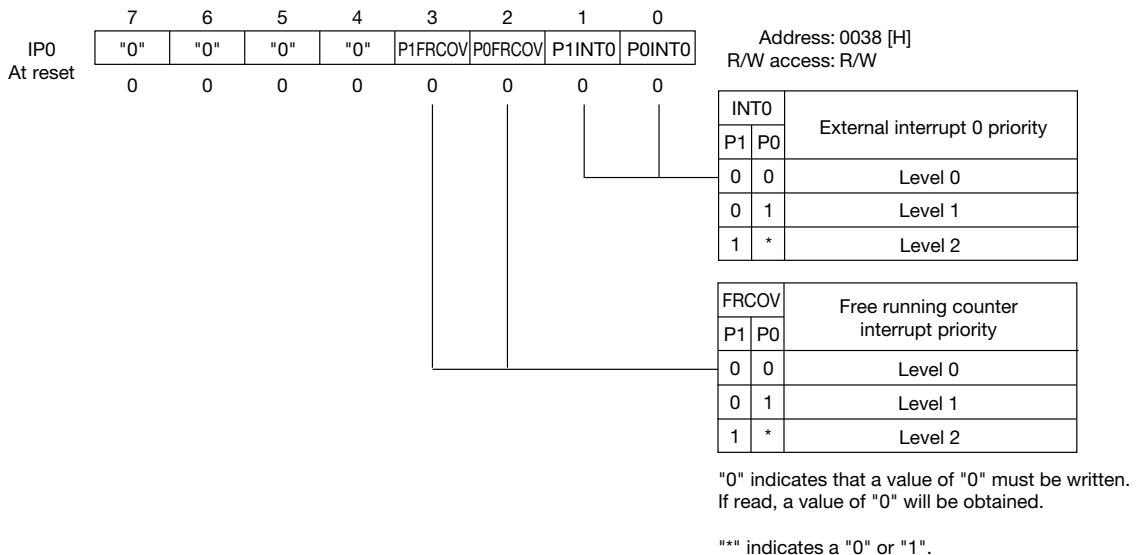 7 6 5 4 3 2 1 0
IP0 "0" "0" "0" "0" P1FRCOV P0FRCOV P1INT0 P0INT0
At reset 0 0 0 0 0 0 0 0
Address: 0038 [H]
R/W access: R/W
INT0 External interrupt 0 priority
P1 P0
0 0 Level 0
0 1 Level 1
1 * Level 2
FRCOV Free running counter
interrupt priority
P1 P0
0 0 Level 0
0 1 Level 1
1 * Level 2
"0" indicates that a value of "0" must be written.
If read, a value of "0" will be obtained.
"*" indicates a "0" or "1".